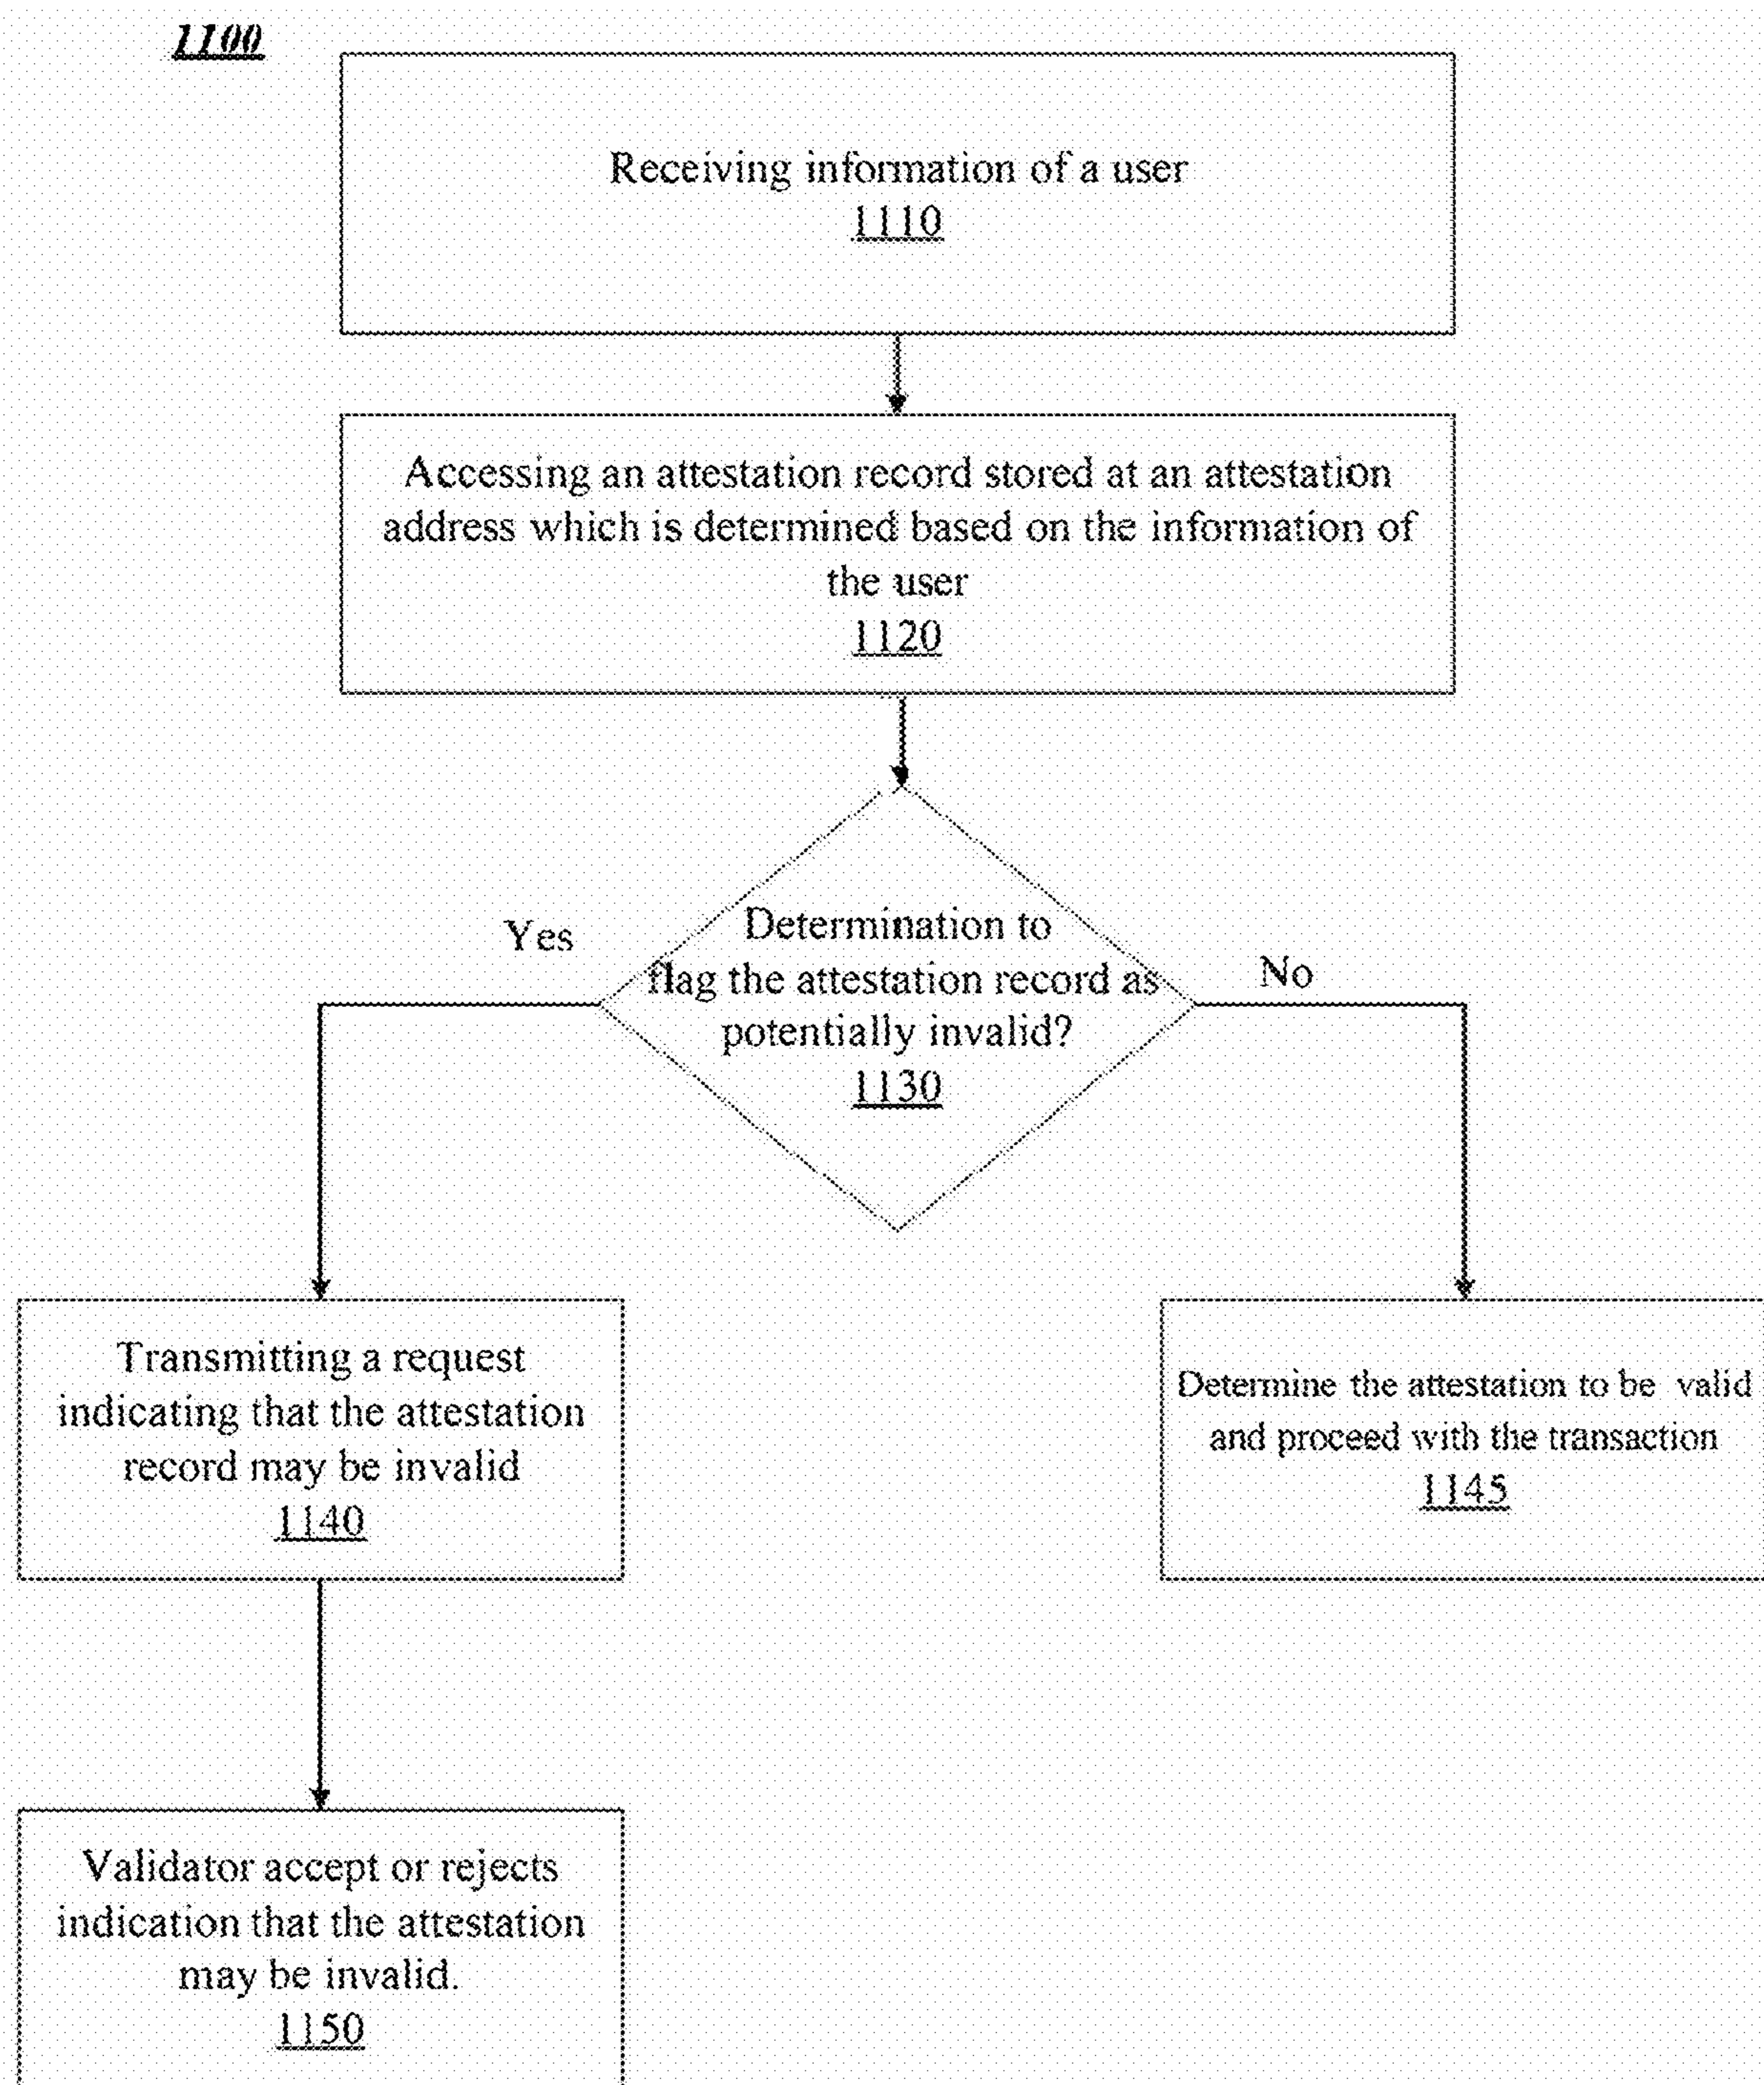 1100
Receiving information of a user
1110
Accessing an attestation record stored at an attestation
address which is determined based on the information of
the user
1120
Yes
Determination to
flag the attestation record as
potentially invalid?
1130
No
Transmitting a request
indicating that the attestation
record may be invalid
1140
Determine the attestation to be valid
and proceed with the transaction
1145
Validator accept or rejects
indication that the attestation
may be invalid.
1150